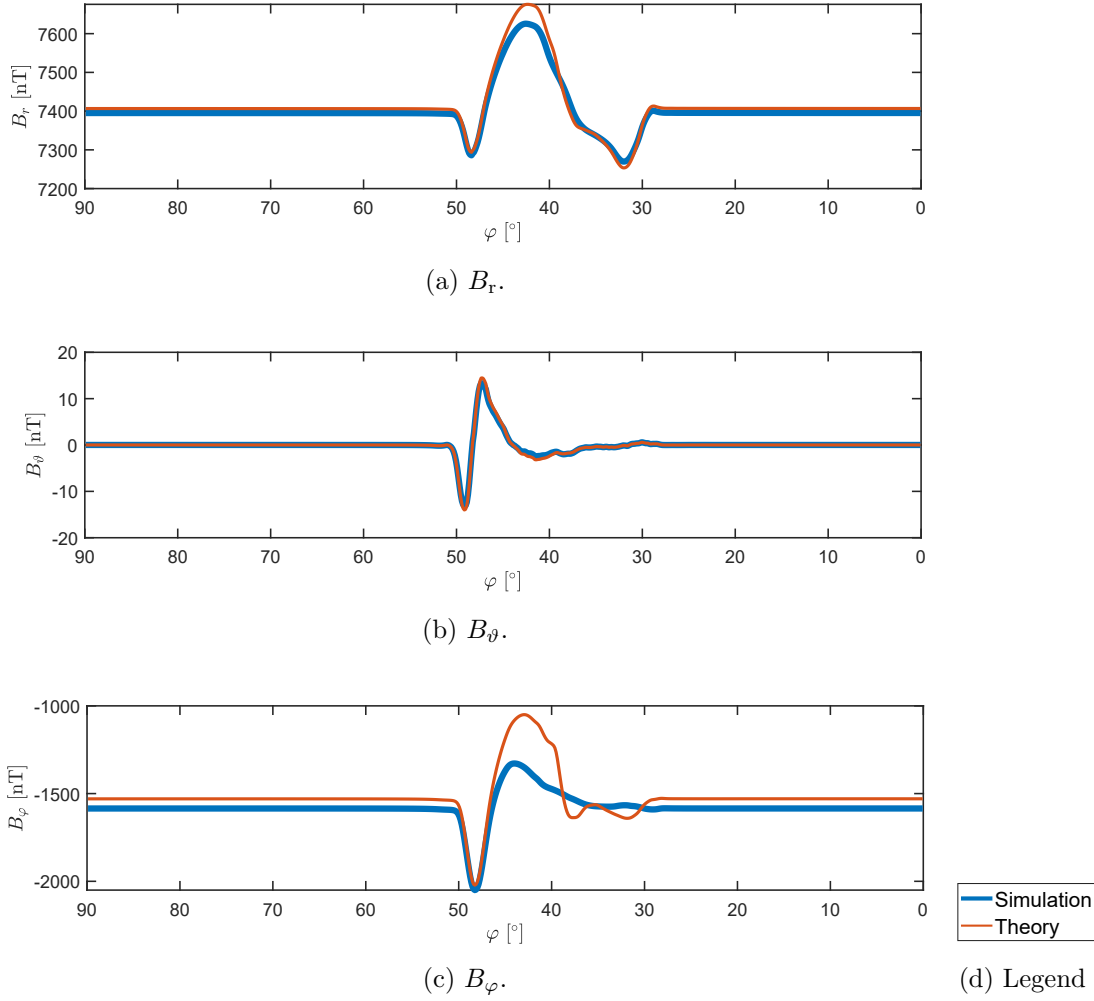 7600
7500
7400
7300
7200
B_r [nT]
90 80 70 60 50 40 30 20 10 0
φ [°]
(a) B_r.
20
10
0
-10
-20
B_ϑ [nT]
90 80 70 60 50 40 30 20 10 0
φ [°]
(b) B_ϑ.
-1000
-1500
-2000
B_φ [nT]
90 80 70 60 50 40 30 20 10 0
φ [°]
(c) B_φ.
Simulation
Theory
(d) Legend